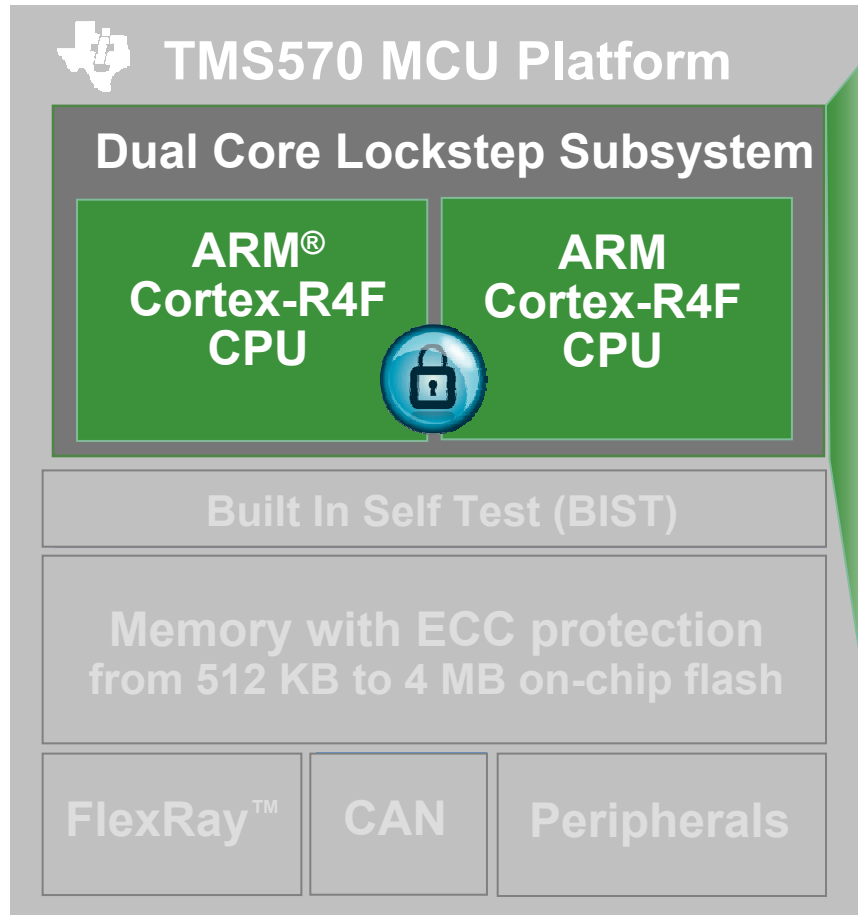 TMS570 MCU Platform
Dual Core Lockstep Subsystem
ARM®
Cortex-R4F
CPU
ARM
Cortex-R4F
CPU
Built In Self Test (BIST)
Memory with ECC protection
from 512 KB to 4 MB on-chip flash
FlexRay™
CAN
Peripherals